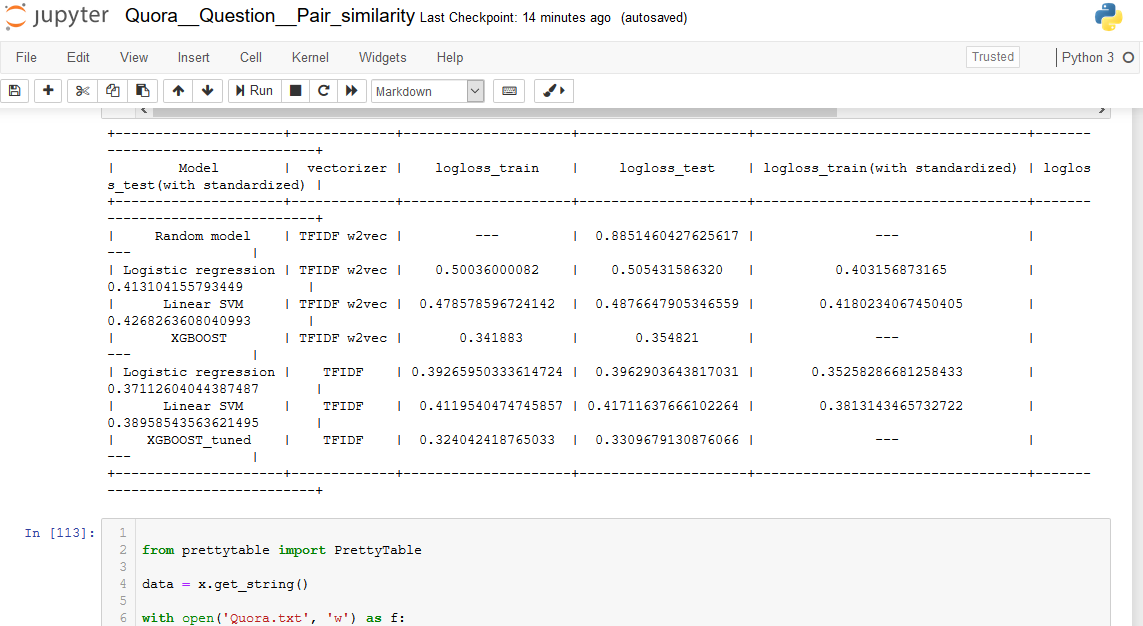 jupyter Quora__Question__Pair_similarity Last Checkpoint: 14 minutes ago (autosaved)
File Edit View Insert Cell Kernel Widgets Help Trusted Python 3
Run Markdown
+---------------------+-------------+---------------------+---------------------+----------------------------------+-------
--------------------------+
| Model | vectorizer | logloss_train | logloss_test | logloss_train(with standardized) | loglos
s_test(with standardized) |
+---------------------+-------------+---------------------+---------------------+----------------------------------+-------
--------------------------+
| Random model | TFIDF w2vec | --- | 0.8851460427625617 | --- |
--- |
| Logistic regression | TFIDF w2vec | 0.50036000082 | 0.505431586320 | 0.403156873165 |
0.413104155793449 |
| Linear SVM | TFIDF w2vec | 0.478578596724142 | 0.4876647905346559 | 0.4180234067450405 |
0.4268263608040993 |
| XGBOOST | TFIDF w2vec | 0.341883 | 0.354821 | --- |
--- |
| Logistic regression | TFIDF | 0.39265950333614724 | 0.3962903643817031 | 0.35258286681258433 |
0.37112604044387487 |
| Linear SVM | TFIDF | 0.4119540474745857 | 0.41711637666102264 | 0.3813143465732722 |
0.38958543563621495 |
| XGBOOST_tuned | TFIDF | 0.324042418765033 | 0.3309679130876066 | --- |
--- |
+---------------------+-------------+---------------------+---------------------+----------------------------------+-------
--------------------------+
In [113]: 1
2 from prettytable import PrettyTable
3
4 data = x.get_string()
5
6 with open('Quora.txt', 'w') as f: